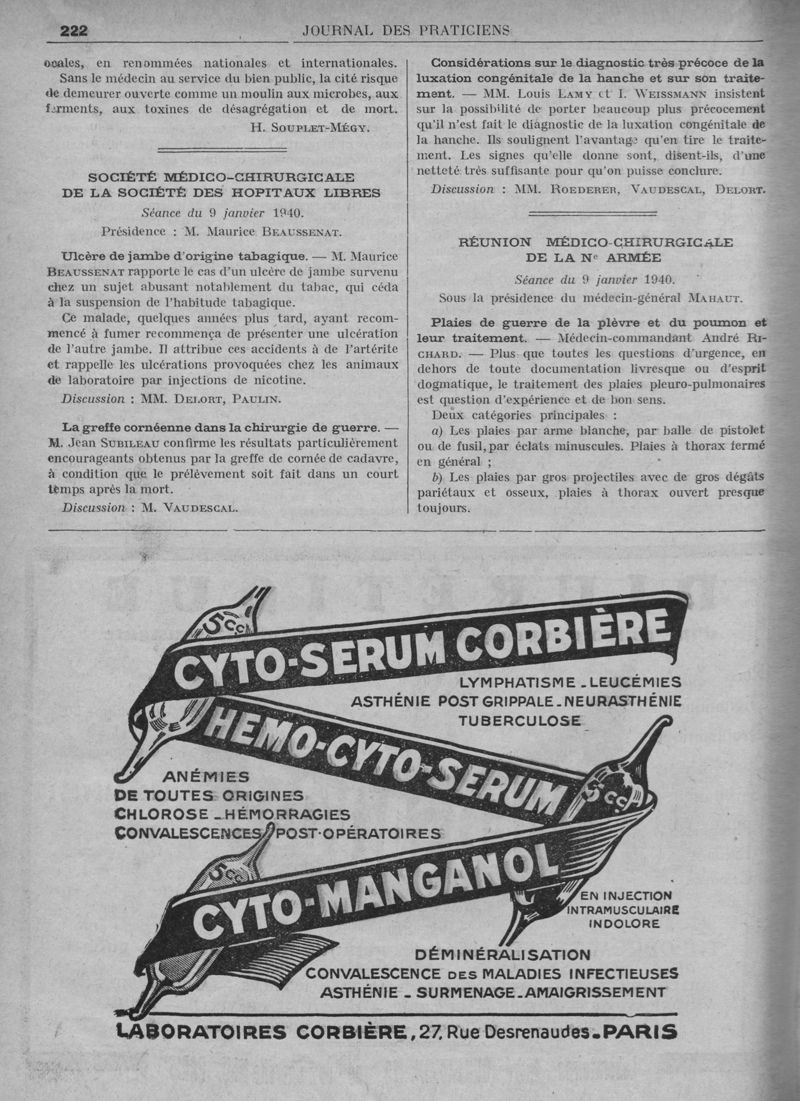 222
JOURNAL DES PRATICIENS
ocales, en renommées nationales et internationales.
Sans le médecin au service du bien public, la cité risque
de demeurer ouverte comme un moulin aux microbes, aux
ferments, aux toxines de désagrégation et de mort.
H. SOUPLET-MÉGY.
SOCIÉTÉ MÉDICO-CHIRURGICALE
DE LA SOCIÉTÉ DES HOPITAUX LIBRES
Séance du 9 janvier 1940.
Présidence : M. Maurice BEAUSSENAT.
Ulcère de jambe d'origine tabagique. — M. Maurice
BEAUSSENAT rapporte le cas d'un ulcère de jambe survenu
chez un sujet abusant notablement du tabac, qui céda
à la suspension de l'habitude tabagique.
Ce malade, quelques années plus tard, ayant recom-
mencé à fumer recommença de présenter une ulcération
de l'autre jambe. Il attribue ces accidents à de l'artérite
et rappelle les ulcérations provoquées chez les animaux
de laboratoire par injections de nicotine.
Discussion : MM. DELORT, PAULIN.
La greffe cornéenne dans la chirurgie de guerre. —
M. Jean SUBILEAU confirme les résultats particulièrement
encourageants obtenus par la greffe de cornée de cadavre,
à condition que le prélèvement soit fait dans un court
temps après la mort.
Discussion : M. VAUDESCAL.
Considérations sur le diagnostic très précoce de la
luxation congénitale de la hanche et sur son traite-
ment. — MM. Louis LAMY et I. WEISSMANN insistent
sur la possibilité de porter beaucoup plus précocement
qu'il n'est fait le diagnostic de la luxation congénitale de
la hanche. Ils soulignent l'avantage qu'en tire le traite-
ment. Les signes qu'elle donne sont, disent-ils, d'une
netteté très suffisante pour qu'on puisse conclure.
Discussion : MM. ROEDERER, VAUDESCAL, DELORT.
RÉUNION MÉDICO-CHIRURGICALE
DE LA Nᵉ ARMÉE
Séance du 9 janvier 1940.
Sous la présidence du médecin-général MAHAUT.
Plaies de guerre de la plèvre et du poumon et
leur traitement. — Médecin-commandant André RI-
CHARD. — Plus que toutes les questions d'urgence, en
dehors de toute documentation livresque ou d'esprit
dogmatique, le traitement des plaies pleuro-pulmonaires
est question d'expérience et de bon sens.
Deux catégories principales :
a) Les plaies par arme blanche, par balle de pistolet
ou de fusil, par éclats minuscules. Plaies à thorax fermé
en général ;
b) Les plaies par gros projectiles avec de gros dégâts
pariétaux et osseux, plaies à thorax ouvert presque
toujours.
5cc
CYTO-SERUM CORBIÈRE
LYMPHATISME - LEUCÉMIES
ASTHÉNIE POST GRIPPALE - NEURASTHÉNIE
TUBERCULOSE
HEMO-CYTO-SERUM
5cc
ANÉMIES
DE TOUTES ORIGINES
CHLOROSE - HÉMORRAGIES
CONVALESCENCES POST-OPÉRATOIRES
5cc
CYTO-MANGANOL
EN INJECTION
INTRAMUSCULAIRE
INDOLORE
DÉMINÉRALISATION
CONVALESCENCE DES MALADIES INFECTIEUSES
ASTHÉNIE - SURMENAGE - AMAIGRISSEMENT
LABORATOIRES CORBIÈRE, 27, Rue Desrenaudes - PARIS